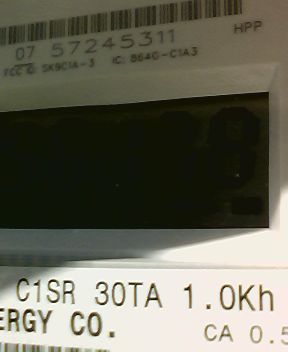 07 57245311 HPP
FCC ID: SK9C1A-3 IC: 864G-C1A3
C1SR 30TA 1.0Kh
ERGY CO. CA 0.5